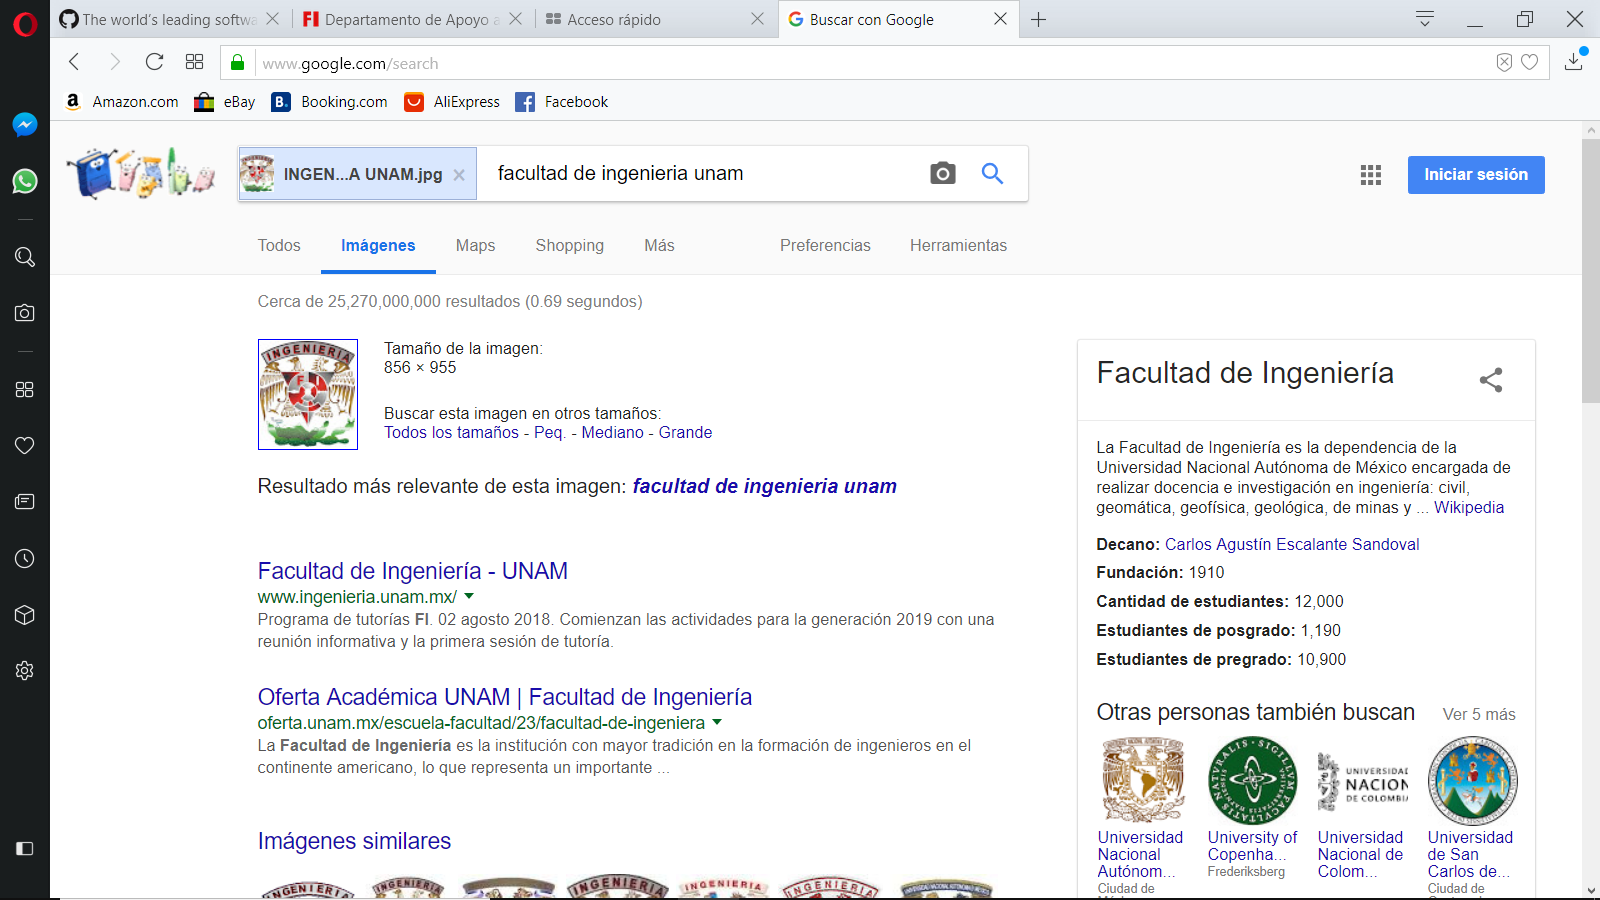 The world's leading softwa
Departamento de Apoyo a
Acceso rápido
Buscar con Google
www.google.com/search
Amazon.com
eBay
Booking.com
AliExpress
Facebook
INGEN...A UNAM.jpg
facultad de ingenieria unam
Iniciar sesión
Todos
Imágenes
Maps
Shopping
Más
Preferencias
Herramientas
Cerca de 25,270,000,000 resultados (0.69 segundos)
INGENIERIA
Tamaño de la imagen:
856 × 955
Buscar esta imagen en otros tamaños:
Todos los tamaños - Peq. - Mediano - Grande
Resultado más relevante de esta imagen: facultad de ingenieria unam
Facultad de Ingeniería - UNAM
www.ingenieria.unam.mx/
Programa de tutorías FI. 02 agosto 2018. Comienzan las actividades para la generación 2019 con una
reunión informativa y la primera sesión de tutoría.
Oferta Académica UNAM | Facultad de Ingeniería
oferta.unam.mx/escuela-facultad/23/facultad-de-ingeniera
La Facultad de Ingeniería es la institución con mayor tradición en la formación de ingenieros en el
continente americano, lo que representa un importante ...
Imágenes similares
Facultad de Ingeniería
La Facultad de Ingeniería es la dependencia de la
Universidad Nacional Autónoma de México encargada de
realizar docencia e investigación en ingeniería: civil,
geomática, geofísica, geológica, de minas y ... Wikipedia
Decano: Carlos Agustín Escalante Sandoval
Fundación: 1910
Cantidad de estudiantes: 12,000
Estudiantes de posgrado: 1,190
Estudiantes de pregrado: 10,900
Otras personas también buscan
Ver 5 más
UNIVERSIDAD
NACION
DE COLOMBIA
Universidad
Nacional
Autónom...
Ciudad de
University of
Copenha...
Frederiksberg
Universidad
Nacional de
Colom...
Universidad
de San
Carlos de...
Ciudad de